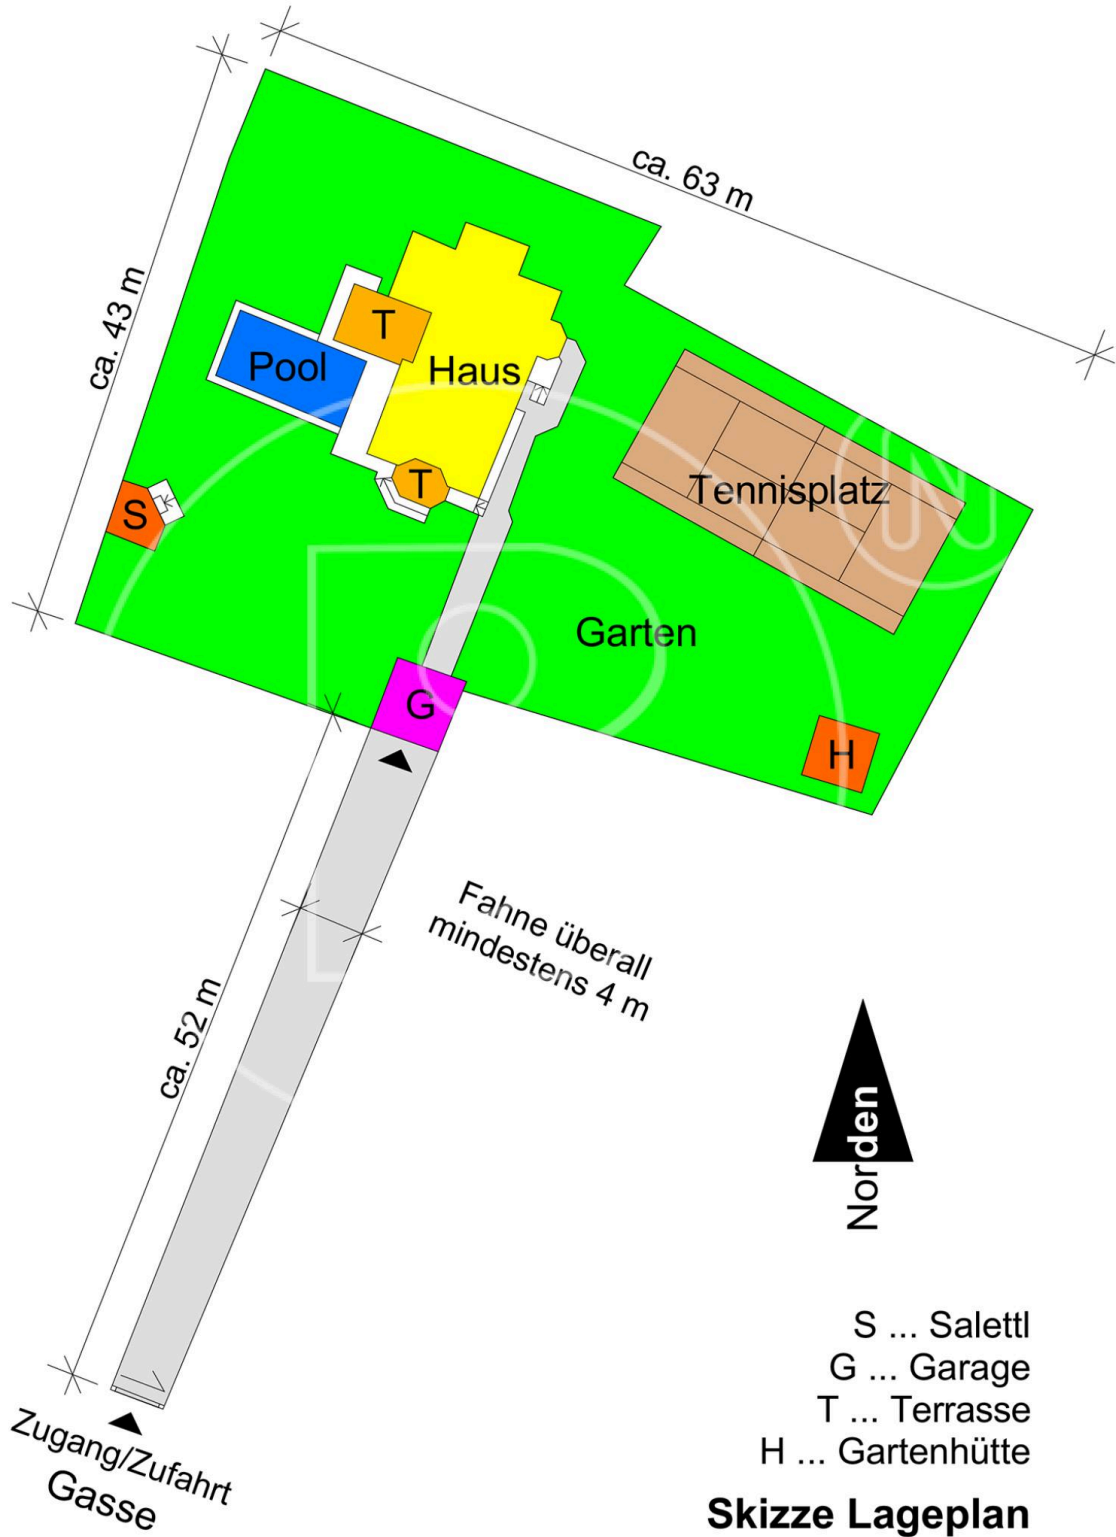 ca. 63 m
ca. 43 m
T
Pool
Haus
T
S
Tennisplatz
Garten
G
H
Fahne überall
mindestens 4 m
ca. 52 m
Norden
Zugang/Zufahrt
Gasse
S ... Salettl
G ... Garage
T ... Terrasse
H ... Gartenhütte
Skizze Lageplan